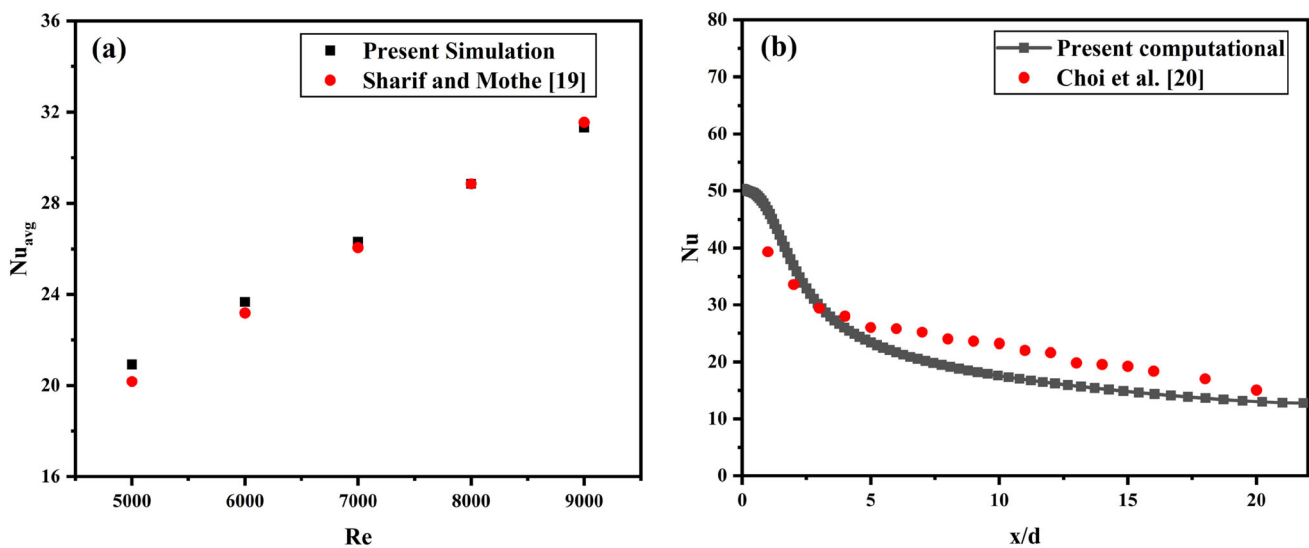 (a)
Present Simulation
Sharif and Mothe [19]
36
32
28
24
20
16
Nuavg
5000 6000 7000 8000 9000
Re
(b)
Present computational
Choi et al. [20]
80
70
60
50
40
30
20
10
0
Nu
0 5 10 15 20
x/d